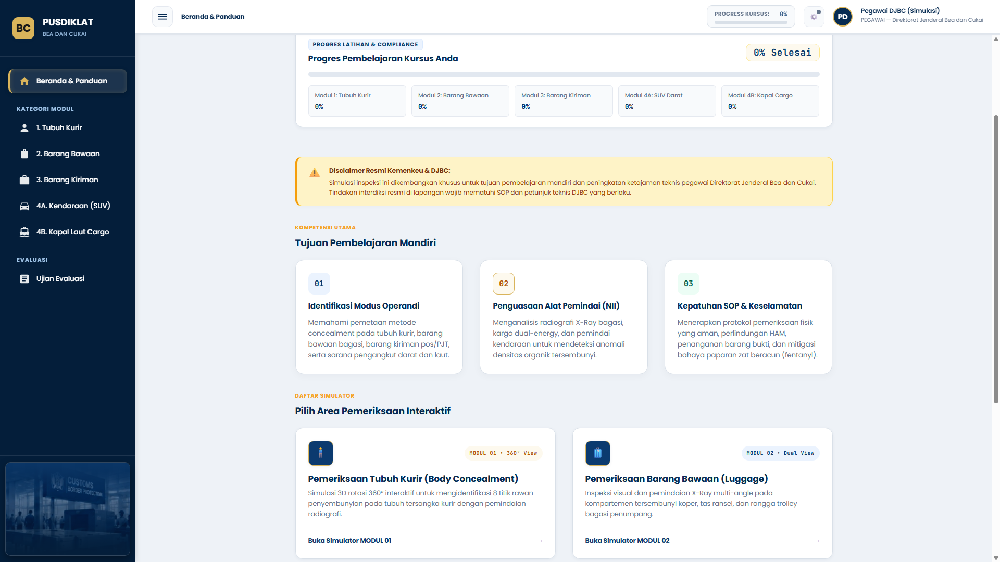 BC
PUSDIKLAT
BEA DAN CUKAI
Beranda & Panduan
KATEGORI MODUL
1. Tubuh Kurir
2. Barang Bawaan
3. Barang Kiriman
4A. Kendaraan (SUV)
4B. Kapal Laut Cargo
EVALUASI
Ujian Evaluasi
CUSTOMS
BORDER PROTECTION
Beranda & Panduan
PROGRESS KURSUS: 0%
PD
Pegawai DJBC (Simulasi)
PEGAWAI — Direktorat Jenderal Bea dan Cukai
PROGRES LATIHAN & COMPLIANCE
Progres Pembelajaran Kursus Anda
0% Selesai
Modul 1: Tubuh Kurir
0%
Modul 2: Barang Bawaan
0%
Modul 3: Barang Kiriman
0%
Modul 4A: SUV Darat
0%
Modul 4B: Kapal Cargo
0%
Disclaimer Resmi Kemenkeu & DJBC:
Simulasi inspeksi ini dikembangkan khusus untuk tujuan pembelajaran mandiri dan peningkatan ketajaman teknis pegawai Direktorat Jenderal Bea dan Cukai.
Tindakan interdiksi resmi di lapangan wajib mematuhi SOP dan petunjuk teknis DJBC yang berlaku.
KOMPETENSI UTAMA
Tujuan Pembelajaran Mandiri
01
Identifikasi Modus Operandi
Memahami pemetaan metode
concealment pada tubuh kurir, barang
bawaan bagasi, barang kiriman pos/PJT,
serta sarana pengangkut darat dan laut.
02
Penguasaan Alat Pemindai (NII)
Menganalisis radiografi X-Ray bagasi,
kargo dual-energy, dan pemindai
kendaraan untuk mendeteksi anomali
densitas organik tersembunyi.
03
Kepatuhan SOP & Keselamatan
Menerapkan protokol pemeriksaan fisik
yang aman, perlindungan HAM,
penanganan barang bukti, dan mitigasi
bahaya paparan zat beracun (fentanyl).
DAFTAR SIMULATOR
Pilih Area Pemeriksaan Interaktif
MODUL 01 • 360° View
Pemeriksaan Tubuh Kurir (Body Concealment)
Simulasi 3D rotasi 360° interaktif untuk mengidentifikasi 8 titik rawan
penyembunyian pada tubuh tersangka kurir dengan pemindaian
radiografi.
Buka Simulator MODUL 01 →
MODUL 02 • Dual View
Pemeriksaan Barang Bawaan (Luggage)
Inspeksi visual dan pemindaian X-Ray multi-angle pada
kompartemen tersembunyi koper, tas ransel, dan rongga trolley
bagasi penumpang.
Buka Simulator MODUL 02 →